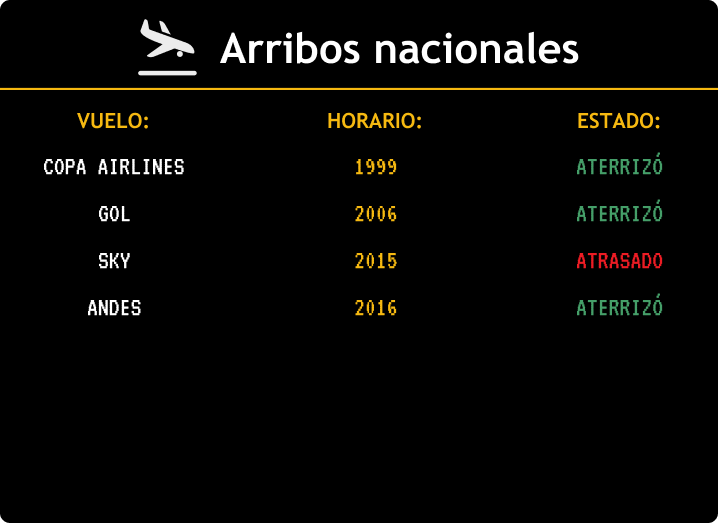 Arribos nacionales
VUELO: HORARIO: ESTADO:
COPA AIRLINES 1999 ATERRIZÓ
GOL 2006 ATERRIZÓ
SKY 2015 ATRASADO
ANDES 2016 ATERRIZÓ